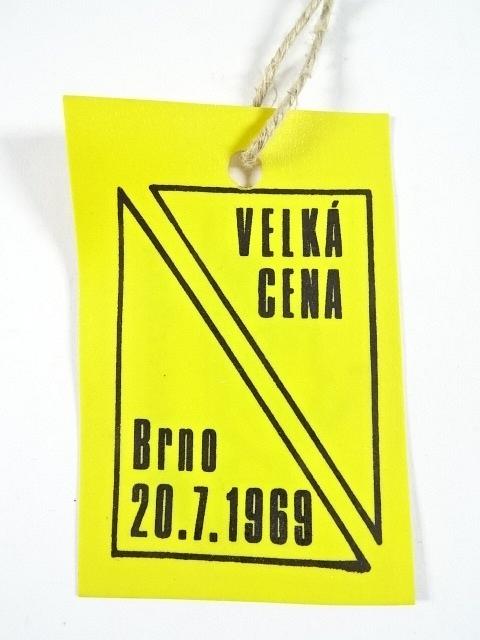 VELKÁ
CENA
Brno
20.7.1969